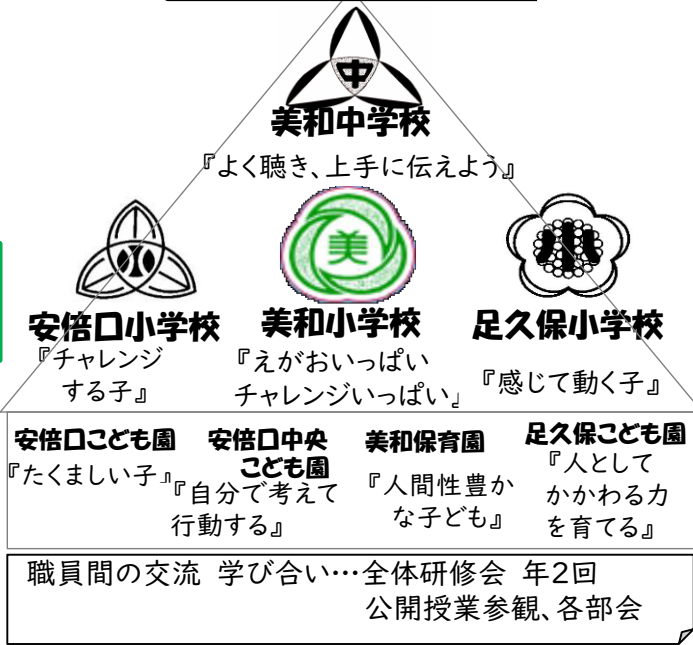 中
美和中学校
『よく聴き、上手に伝えよう』
美
小
安倍口小学校
『チャレンジ
する子』
美和小学校
『えがおいっぱい
チャレンジいっぱい』
足久保小学校
『感じて動く子』
安倍口こども園
『たくましい子』
安倍口中央
こども園
『自分で考えて
行動する』
美和保育園
『人間性豊か
な子ども』
足久保こども園
『人として
かかわる力
を育てる』
職員間の交流 学び合い…全体研修会 年2回
公開授業参観、各部会